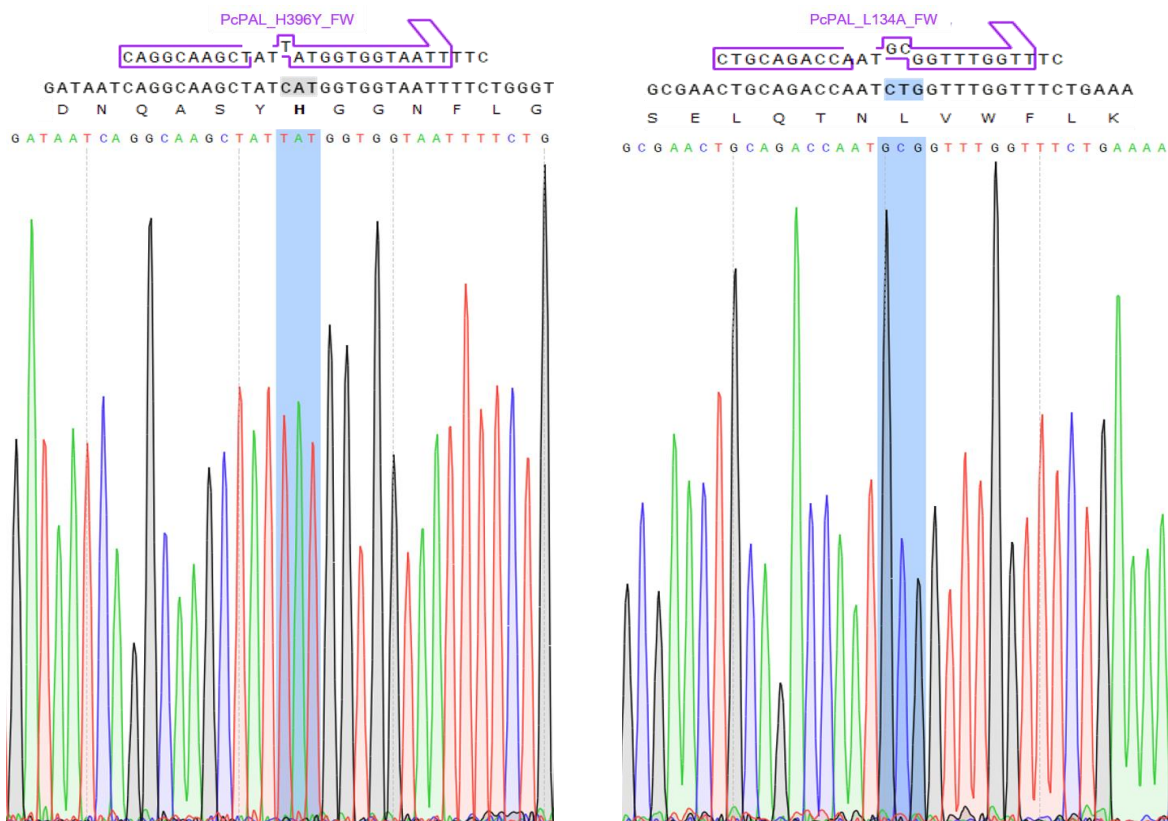 PcPAL_H396Y_FW
T
CAGGCAAGCTAT ATGGTGGTAATTTTC
GATAATCAGGCAAGCTATCATGGTGGTAATTTTCTGGGT
D N Q A S Y H G G N F L G
GATAATCAGGCAAGCTATTATGGTGGTAATTTTCTG
PcPAL_L134A_FW
GC
CTGCAGACCAAT GGTTTGGTTTC
GCGAACTGCAGACCAATCTGGTTTGGTTTCTGAAA
S E L Q T N L V W F L K
GCGAACTGCAGACCAATGCGGTTTGGTTTCTGAAAA